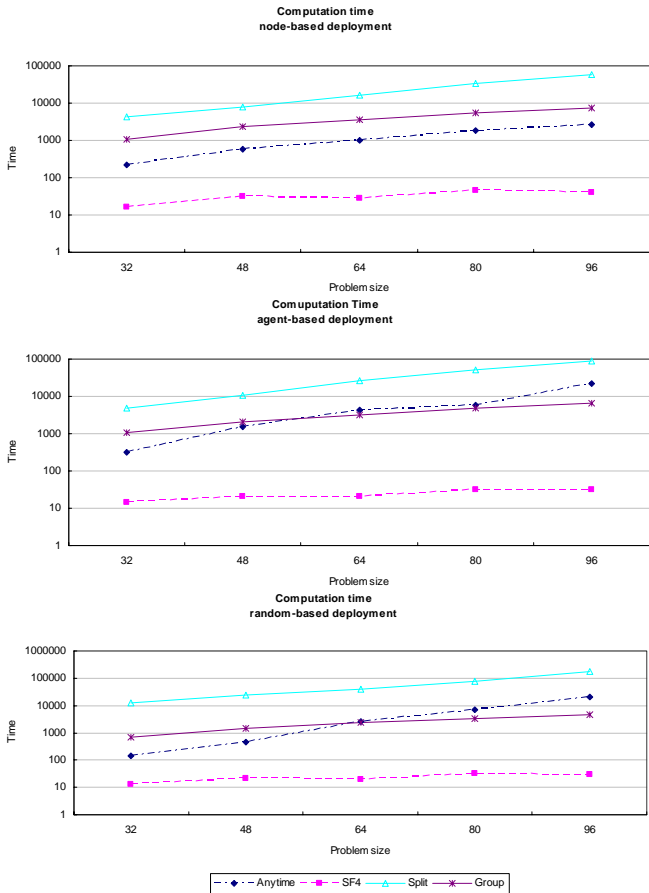 Computation time
node-based deployment
100000
10000
1000
100
10
1
Time
32 48 64 80 96
Problem size
Comuputation Time
agent-based deployment
100000
10000
1000
100
10
1
Time
32 48 64 80 96
Problem size
Computation time
random-based deployment
1000000
100000
10000
1000
100
10
1
Time
32 48 64 80 96
Problem size
Anytime SF4 Split Group